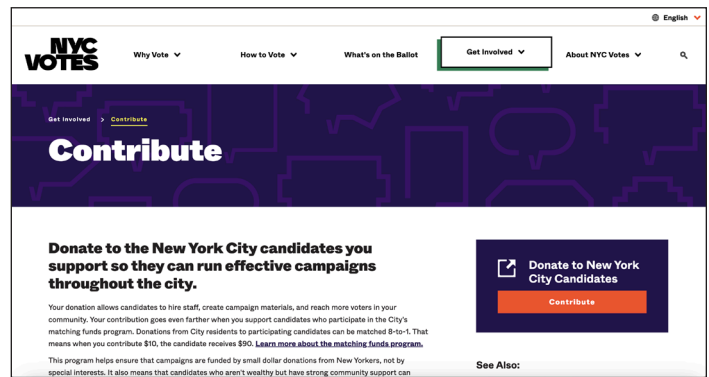 English
NYC
VOTES
Why Vote
How to Vote
What's on the Ballot
Get Involved
About NYC Votes
Get Involved > Contribute
Contribute
Donate to the New York City candidates you
support so they can run effective campaigns
throughout the city.
Your donation allows candidates to hire staff, create campaign materials, and reach more voters in your
community. Your contribution goes even farther when you support candidates who participate in the City's
matching funds program. Donations from City residents to participating candidates can be matched 8-to-1. That
means when you contribute $10, the candidate receives $90. Learn more about the matching funds program.
This program helps ensure that campaigns are funded by small dollar donations from New Yorkers, not by
special interests. It also means that candidates who aren't wealthy but have strong community support can
Donate to New York
City Candidates
Contribute
See Also: